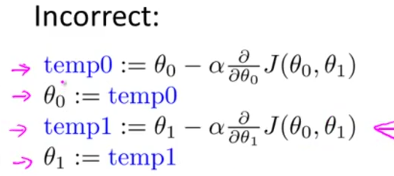 Incorrect:
→ temp0 := θ₀ − α ∂/∂θ₀ J(θ₀, θ₁)
→ θ₀ := temp0
→ temp1 := θ₁ − α ∂/∂θ₁ J(θ₀, θ₁) ←
→ θ₁ := temp1